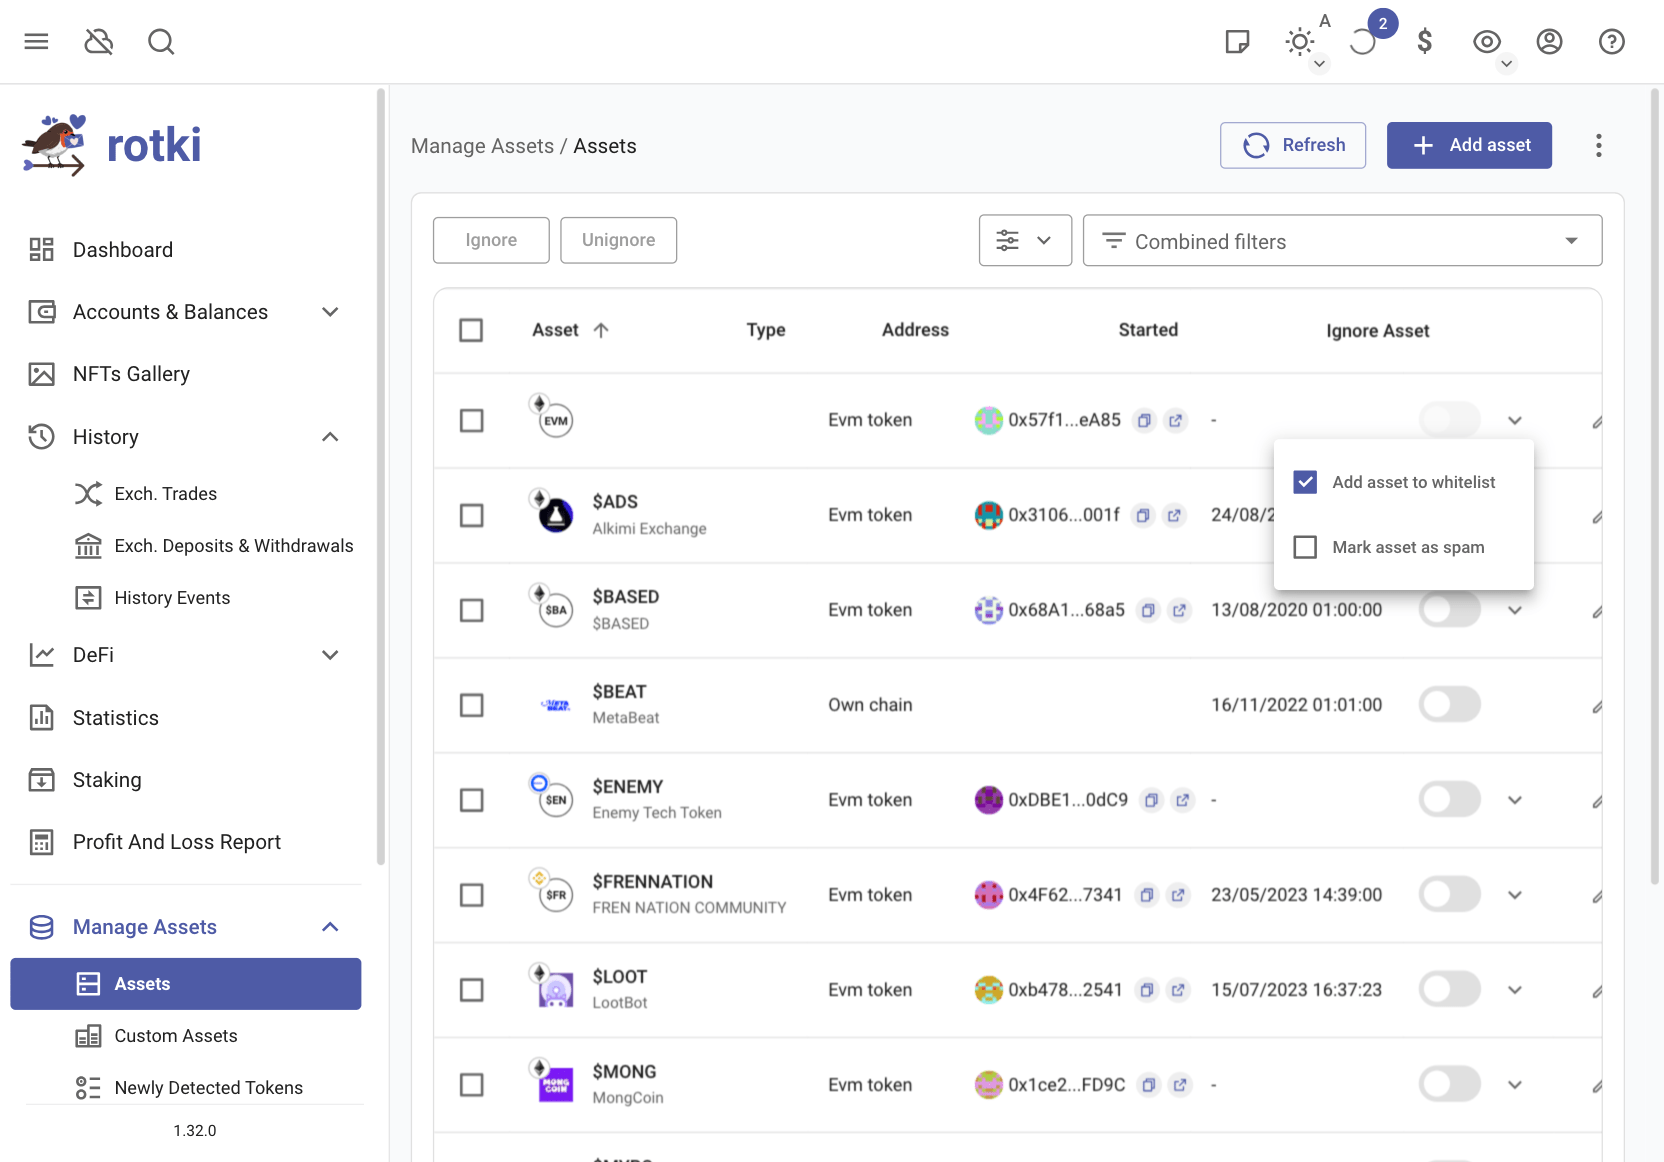 A
2
rotki
Dashboard
Accounts & Balances
NFTs Gallery
History
Exch. Trades
Exch. Deposits & Withdrawals
History Events
DeFi
Statistics
Staking
Profit And Loss Report
Manage Assets
Assets
Custom Assets
Newly Detected Tokens
1.32.0
Manage Assets / Assets
Refresh
Add asset
Ignore
Unignore
Combined filters
Asset Type Address Started Ignore Asset
EVM Evm token 0x57f1...eA85 -
Add asset to whitelist
Mark asset as spam
$ADS
Alkimi Exchange
Evm token 0x3106...001f 24/08/2
$BA
$BASED
$BASED
Evm token 0x68A1...68a5 13/08/2020 01:00:00
META BEAT
$BEAT
MetaBeat
Own chain 16/11/2022 01:01:00
$EN
$ENEMY
Enemy Tech Token
Evm token 0xDBE1...0dC9 -
$FR
$FRENNATION
FREN NATION COMMUNITY
Evm token 0x4F62...7341 23/05/2023 14:39:00
$LOOT
LootBot
Evm token 0xb478...2541 15/07/2023 16:37:23
MONG
COIN
$MONG
MongCoin
Evm token 0x1ce2...FD9C -